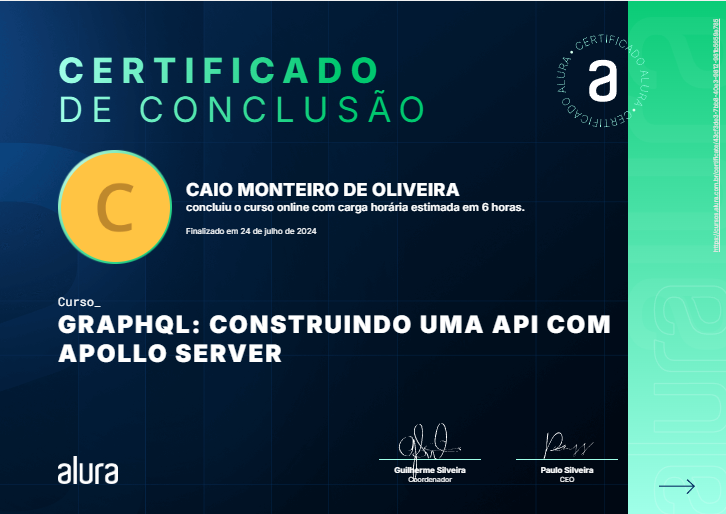 CERTIFICADO
DE CONCLUSÃO
CERTIFICADO ALURA • CERTIFICADO ALURA •
a
C
CAIO MONTEIRO DE OLIVEIRA
concluiu o curso online com carga horária estimada em 6 horas.
Finalizado em 24 de julho de 2024
Curso_
GRAPHQL: CONSTRUINDO UMA API COM
APOLLO SERVER
alura
Guilherme Silveira
Coordenador
Paulo Silveira
CEO
alura